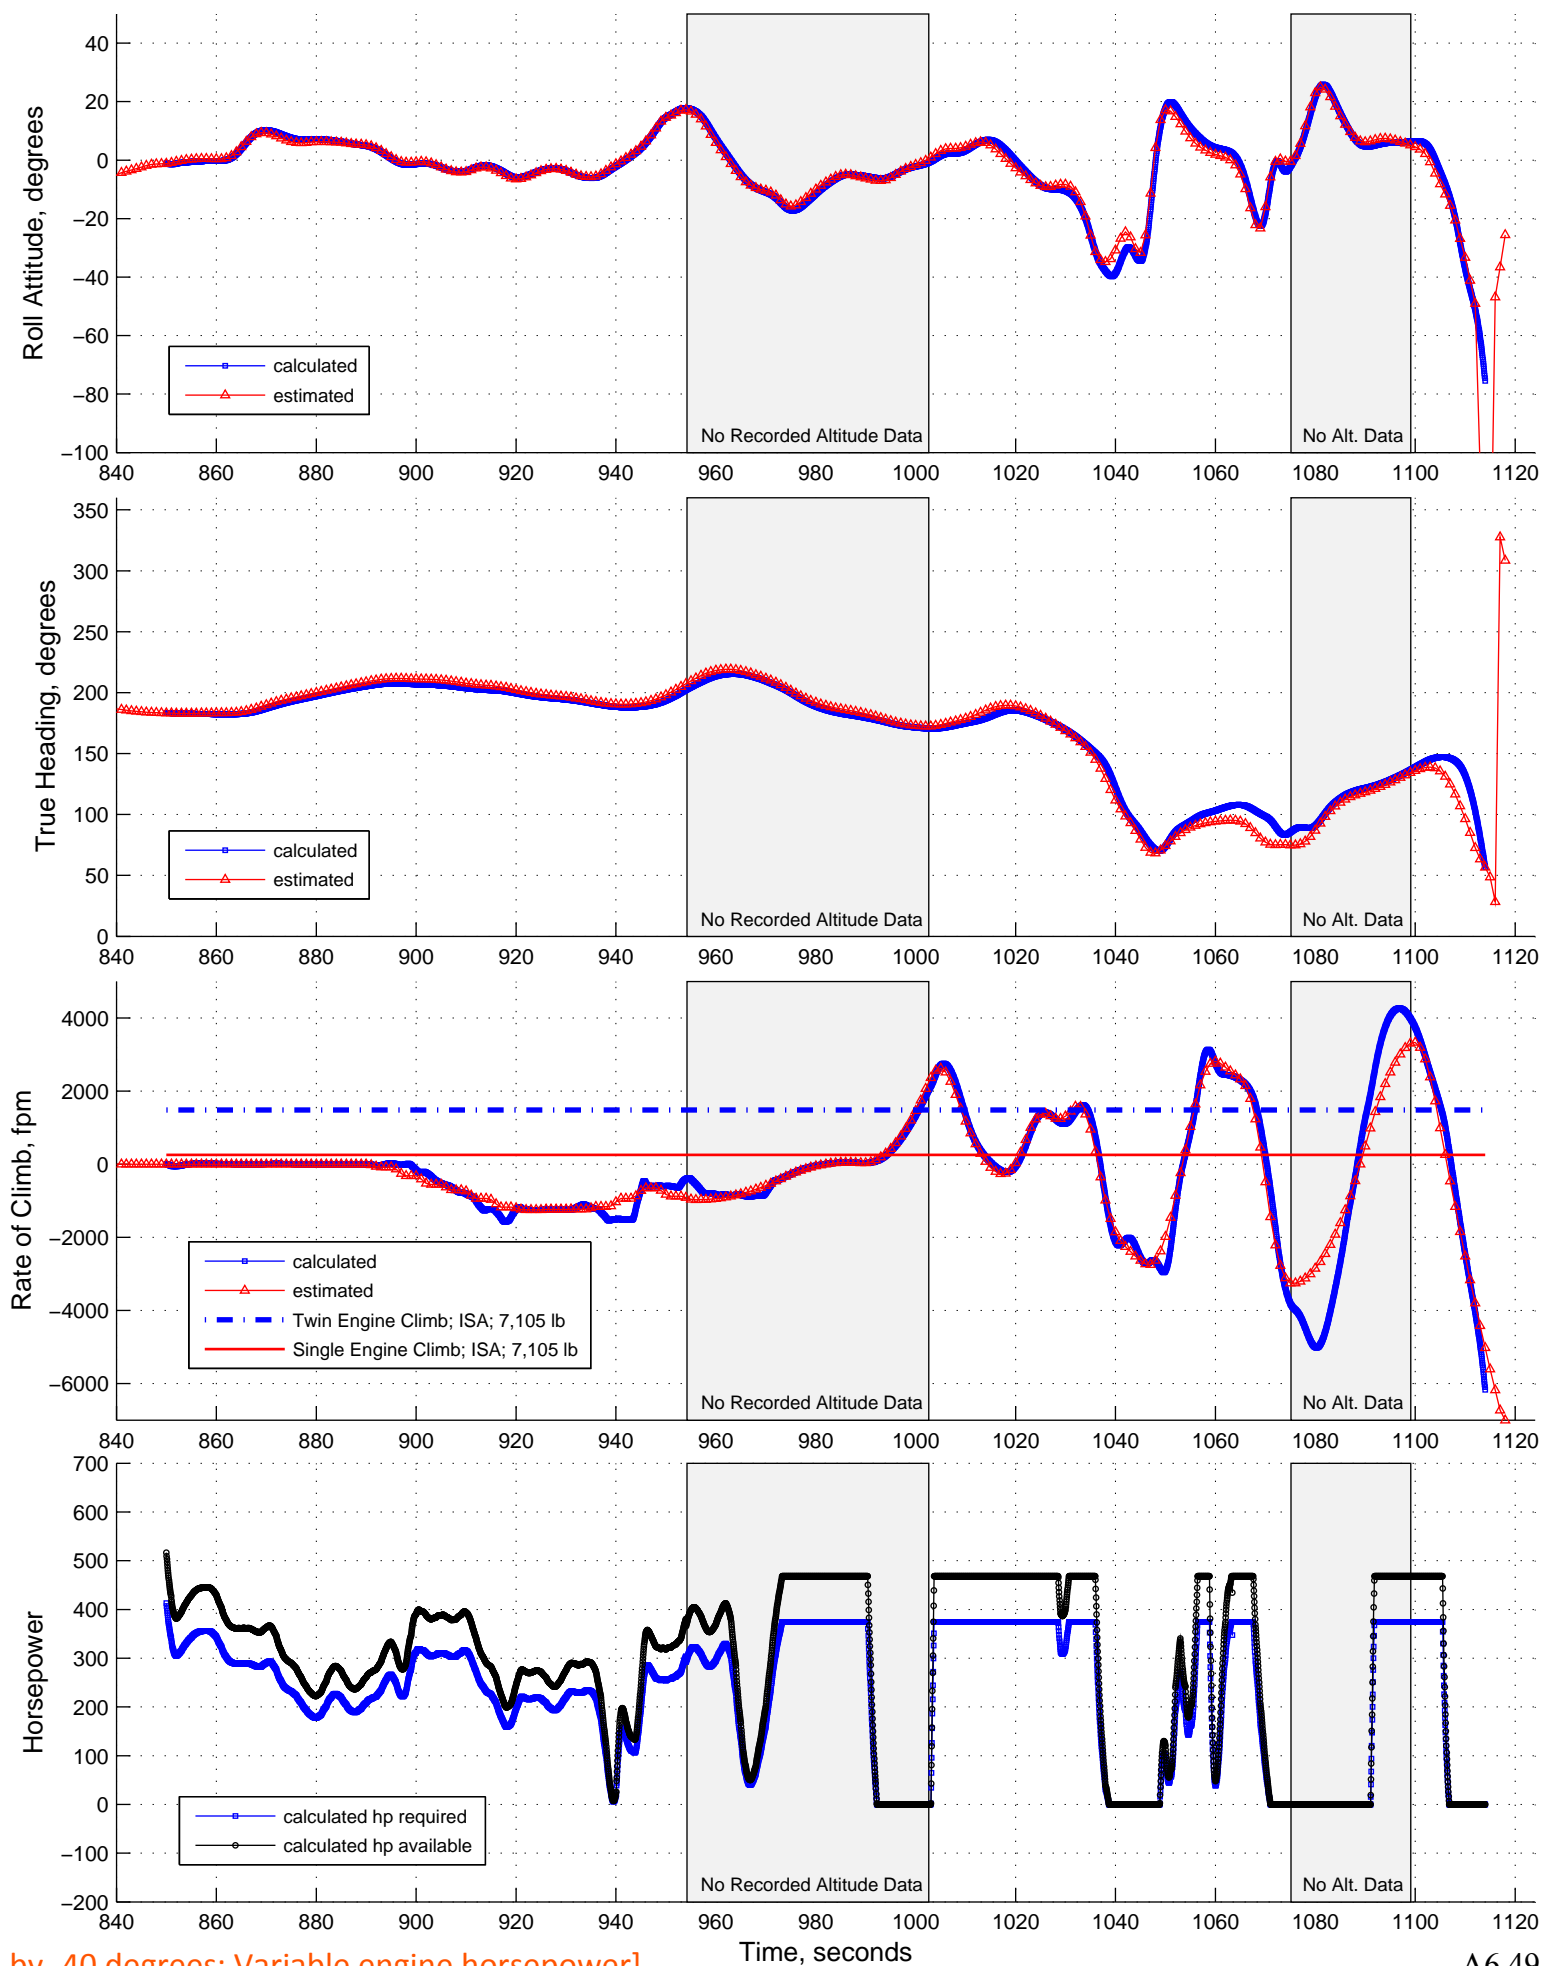 40
20
0
−20
−40
−60
−80
−100
Roll Attitude, degrees
calculated
estimated
No Recorded Altitude Data
No Alt. Data
840 860 880 900 920 940 960 980 1000 1020 1040 1060 1080 1100 1120
350
300
250
200
150
100
50
0
True Heading, degrees
calculated
estimated
No Recorded Altitude Data
No Alt. Data
840 860 880 900 920 940 960 980 1000 1020 1040 1060 1080 1100 1120
4000
2000
0
−2000
−4000
−6000
Rate of Climb, fpm
calculated
estimated
Twin Engine Climb; ISA; 7,105 lb
Single Engine Climb; ISA; 7,105 lb
No Recorded Altitude Data
No Alt. Data
840 860 880 900 920 940 960 980 1000 1020 1040 1060 1080 1100 1120
700
600
500
400
300
200
100
0
−100
−200
Horsepower
calculated hp required
calculated hp available
No Recorded Altitude Data
No Alt. Data
840 860 880 900 920 940 960 980 1000 1020 1040 1060 1080 1100 1120
Time, seconds
by -40 degrees; Variable engine horsepower]
A6.49